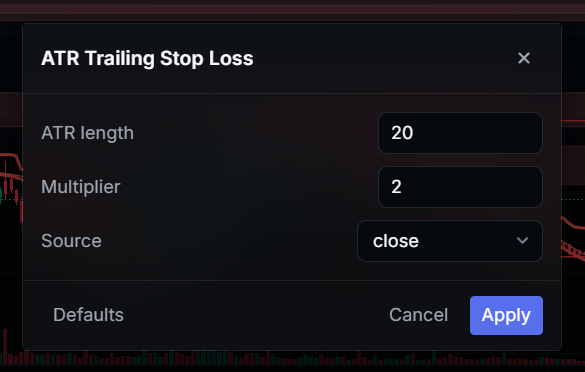 ATR Trailing Stop Loss
ATR length
20
Multiplier
2
Source
close
Defaults
Cancel
Apply